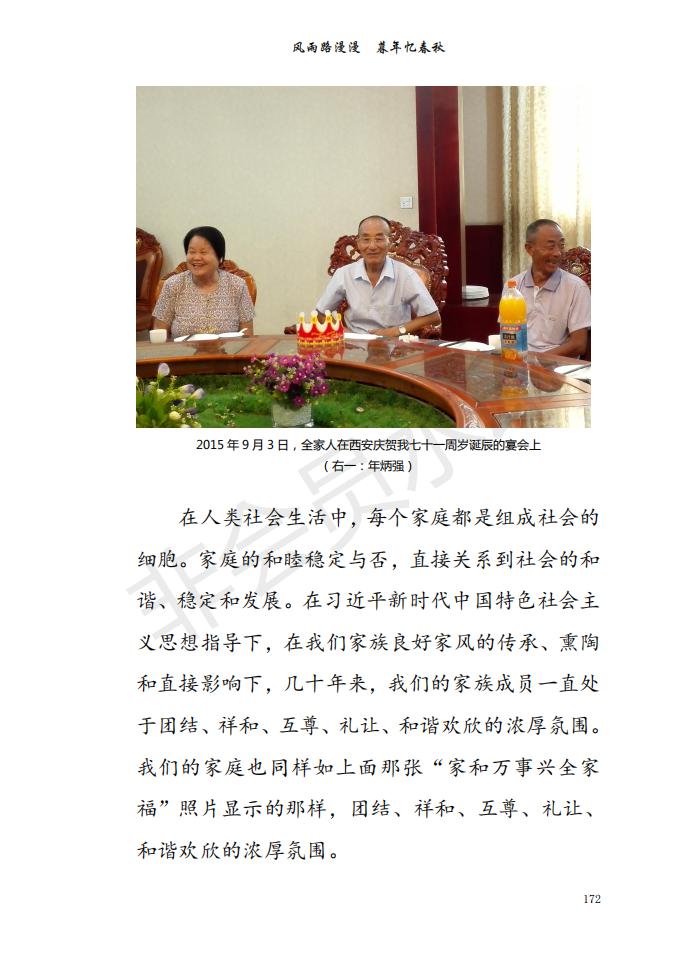 风雨路漫漫 暮年忆春秋
2015 年 9 月 3 日，全家人在西安庆贺我七十一周岁诞辰的宴会上
（右一：年炳强）
在人类社会生活中，每个家庭都是组成社会的
细胞。家庭的和睦稳定与否，直接关系到社会的和
谐、稳定和发展。在习近平新时代中国特色社会主
义思想指导下，在我们家族良好家风的传承、熏陶
和直接影响下，几十年来，我们的家族成员一直处
于团结、祥和、互尊、礼让、和谐欢欣的浓厚氛围。
我们的家庭也同样如上面那张“家和万事兴全家
福”照片显示的那样，团结、祥和、互尊、礼让、
和谐欢欣的浓厚氛围。
非会员水
172